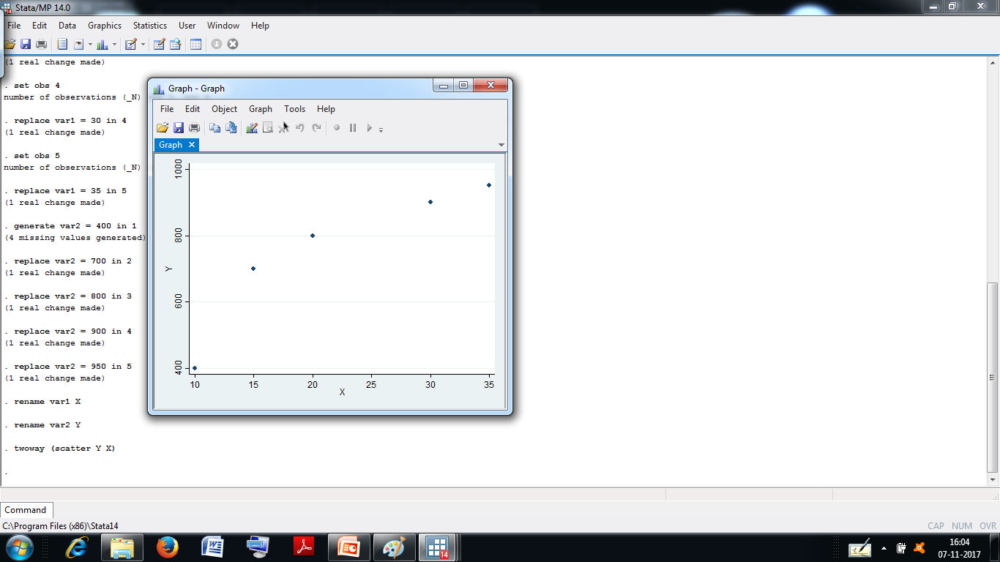 Stata/MP 14.0
File Edit Data Graphics Statistics User Window Help
(1 real change made)
. set obs 4
number of observations (_N)
. replace var1 = 30 in 4
(1 real change made)
. set obs 5
number of observations (_N)
. replace var1 = 35 in 5
(1 real change made)
. generate var2 = 400 in 1
(4 missing values generated)
. replace var2 = 700 in 2
(1 real change made)
. replace var2 = 800 in 3
(1 real change made)
. replace var2 = 900 in 4
(1 real change made)
. replace var2 = 950 in 5
(1 real change made)
. rename var1 X
. rename var2 Y
. twoway (scatter Y X)
.
Graph - Graph
File Edit Object Graph Tools Help
Graph
1000
800
600
400
Y
10 15 20 25 30 35
X
Command
C:\Program Files (x86)\Stata14
CAP NUM OVR
14
16:04
07-11-2017